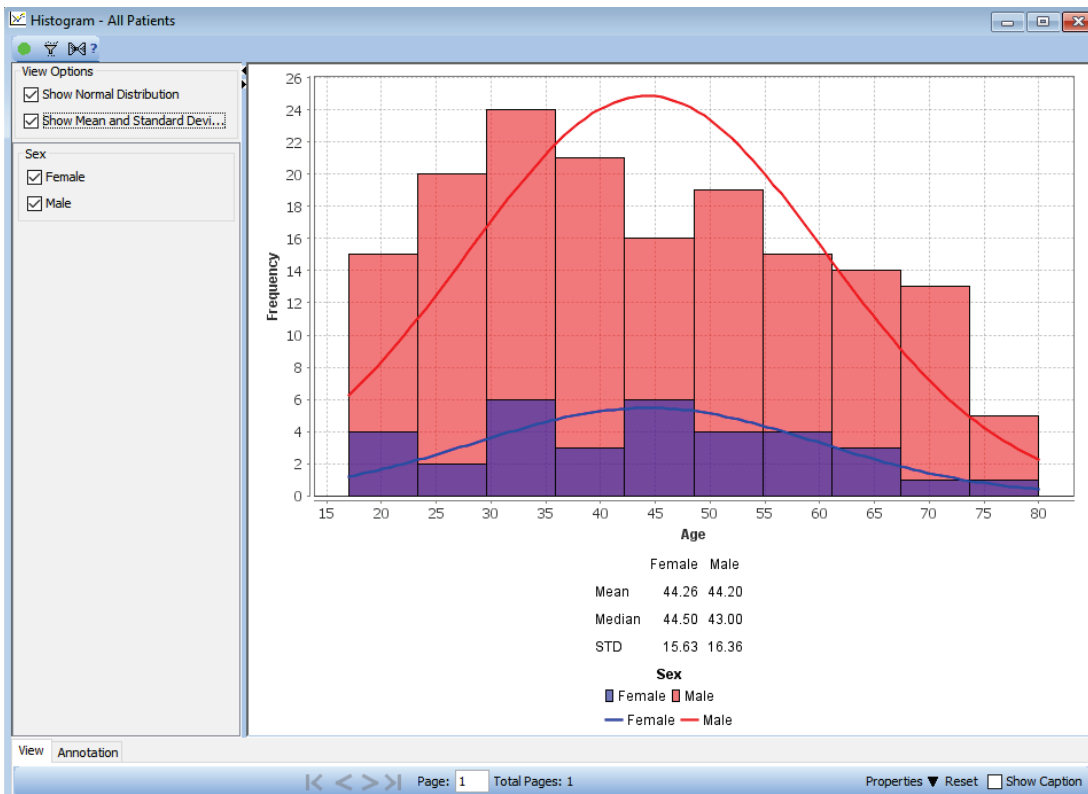 Histogram - All Patients
?
View Options
Show Normal Distribution
Show Mean and Standard Devi...
Sex
Female
Male
26
24
22
20
18
16
14
12
10
8
6
4
2
0
Frequency
15 20 25 30 35 40 45 50 55 60 65 70 75 80
Age
Female Male
Mean 44.26 44.20
Median 44.50 43.00
STD 15.63 16.36
Sex
Female Male
Female Male
View Annotation
Page: 1 Total Pages: 1 Properties ▼ Reset Show Caption